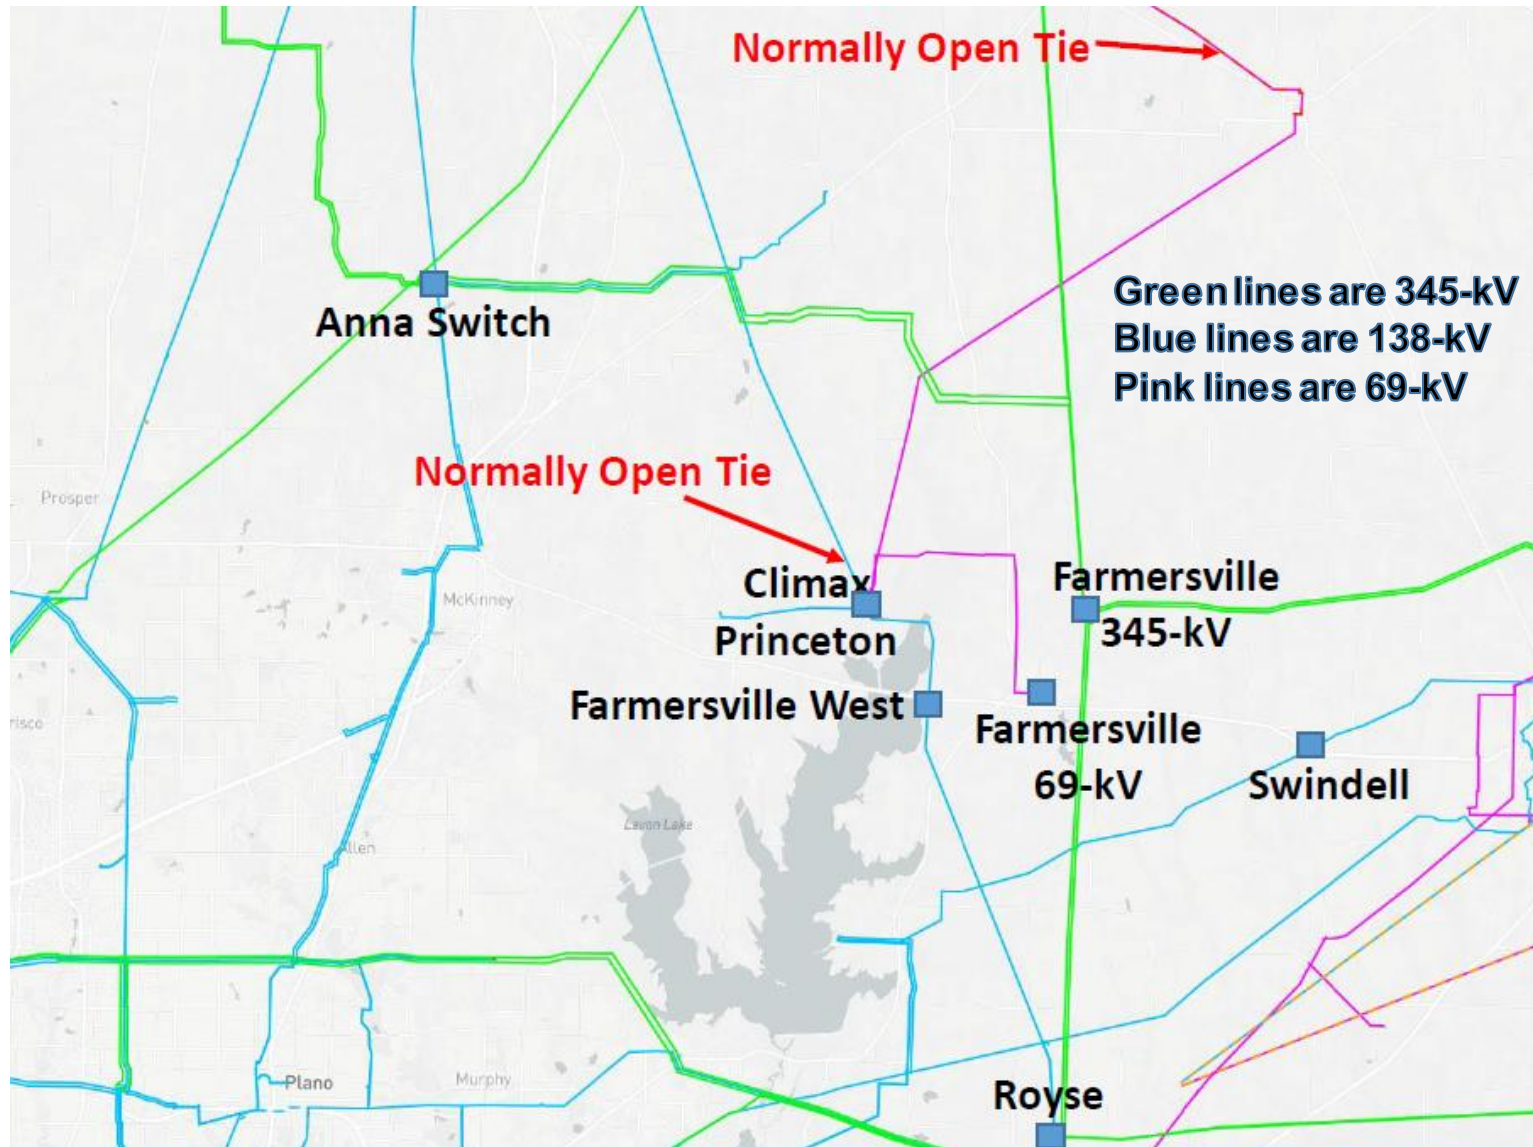 Normally Open Tie
Green lines are 345-kV
Blue lines are 138-kV
Pink lines are 69-kV
Anna Switch
Normally Open Tie
Prosper
McKinney
Climax
Princeton
Farmersville
345-kV
Farmersville West
Farmersville
69-kV
Swindell
risco
Lavon Lake
Allen
Plano
Murphy
Royse